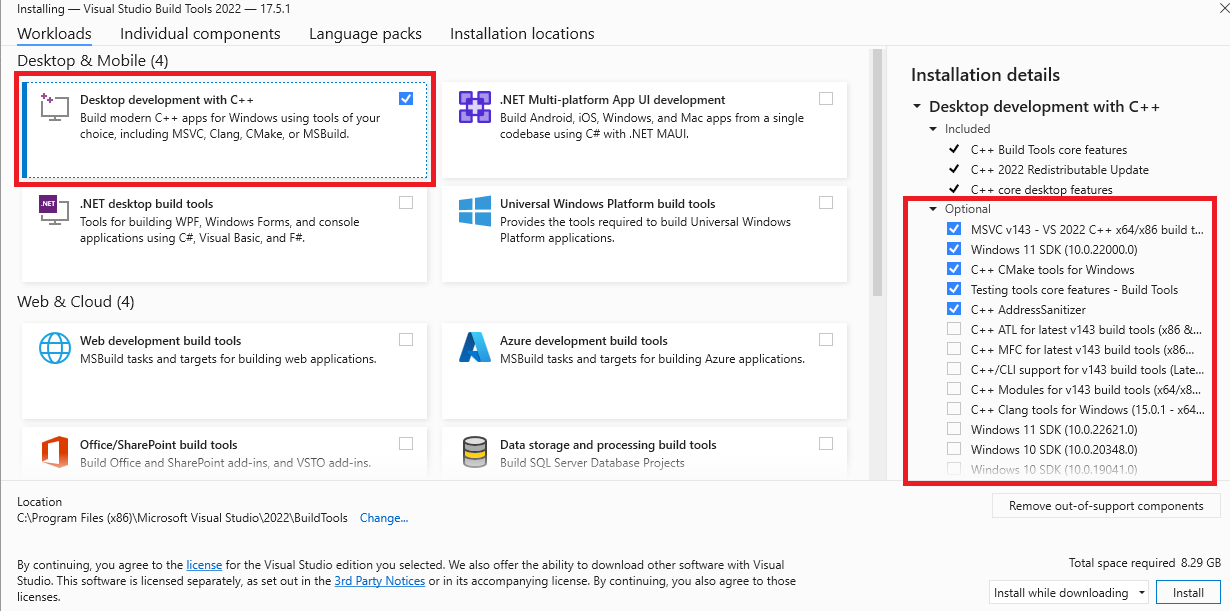 Installing — Visual Studio Build Tools 2022 — 17.5.1
Workloads
Individual components
Language packs
Installation locations
Desktop & Mobile (4)
Desktop development with C++
Build modern C++ apps for Windows using tools of your
choice, including MSVC, Clang, CMake, or MSBuild.
.NET Multi-platform App UI development
Build Android, iOS, Windows, and Mac apps from a single
codebase using C# with .NET MAUI.
.NET
.NET desktop build tools
Tools for building WPF, Windows Forms, and console
applications using C#, Visual Basic, and F#.
Universal Windows Platform build tools
Provides the tools required to build Universal Windows
Platform applications.
Web & Cloud (4)
Web development build tools
MSBuild tasks and targets for building web applications.
Azure development build tools
MSBuild tasks and targets for building Azure applications.
Office/SharePoint build tools
Build Office and SharePoint add-ins, and VSTO add-ins.
Data storage and processing build tools
Build SQL Server Database Projects
Installation details
Desktop development with C++
Included
C++ Build Tools core features
C++ 2022 Redistributable Update
C++ core desktop features
Optional
MSVC v143 - VS 2022 C++ x64/x86 build t...
Windows 11 SDK (10.0.22000.0)
C++ CMake tools for Windows
Testing tools core features - Build Tools
C++ AddressSanitizer
C++ ATL for latest v143 build tools (x86 &...
C++ MFC for latest v143 build tools (x86...
C++/CLI support for v143 build tools (Late...
C++ Modules for v143 build tools (x64/x8...
C++ Clang tools for Windows (15.0.1 - x64...
Windows 11 SDK (10.0.22621.0)
Windows 10 SDK (10.0.20348.0)
Windows 10 SDK (10.0.19041.0)
Location
C:\Program Files (x86)\Microsoft Visual Studio\2022\BuildTools Change...
Remove out-of-support components
By continuing, you agree to the license for the Visual Studio edition you selected. We also offer the ability to download other software with Visual
Studio. This software is licensed separately, as set out in the 3rd Party Notices or in its accompanying license. By continuing, you also agree to those
licenses.
Total space required 8.29 GB
Install while downloading
Install